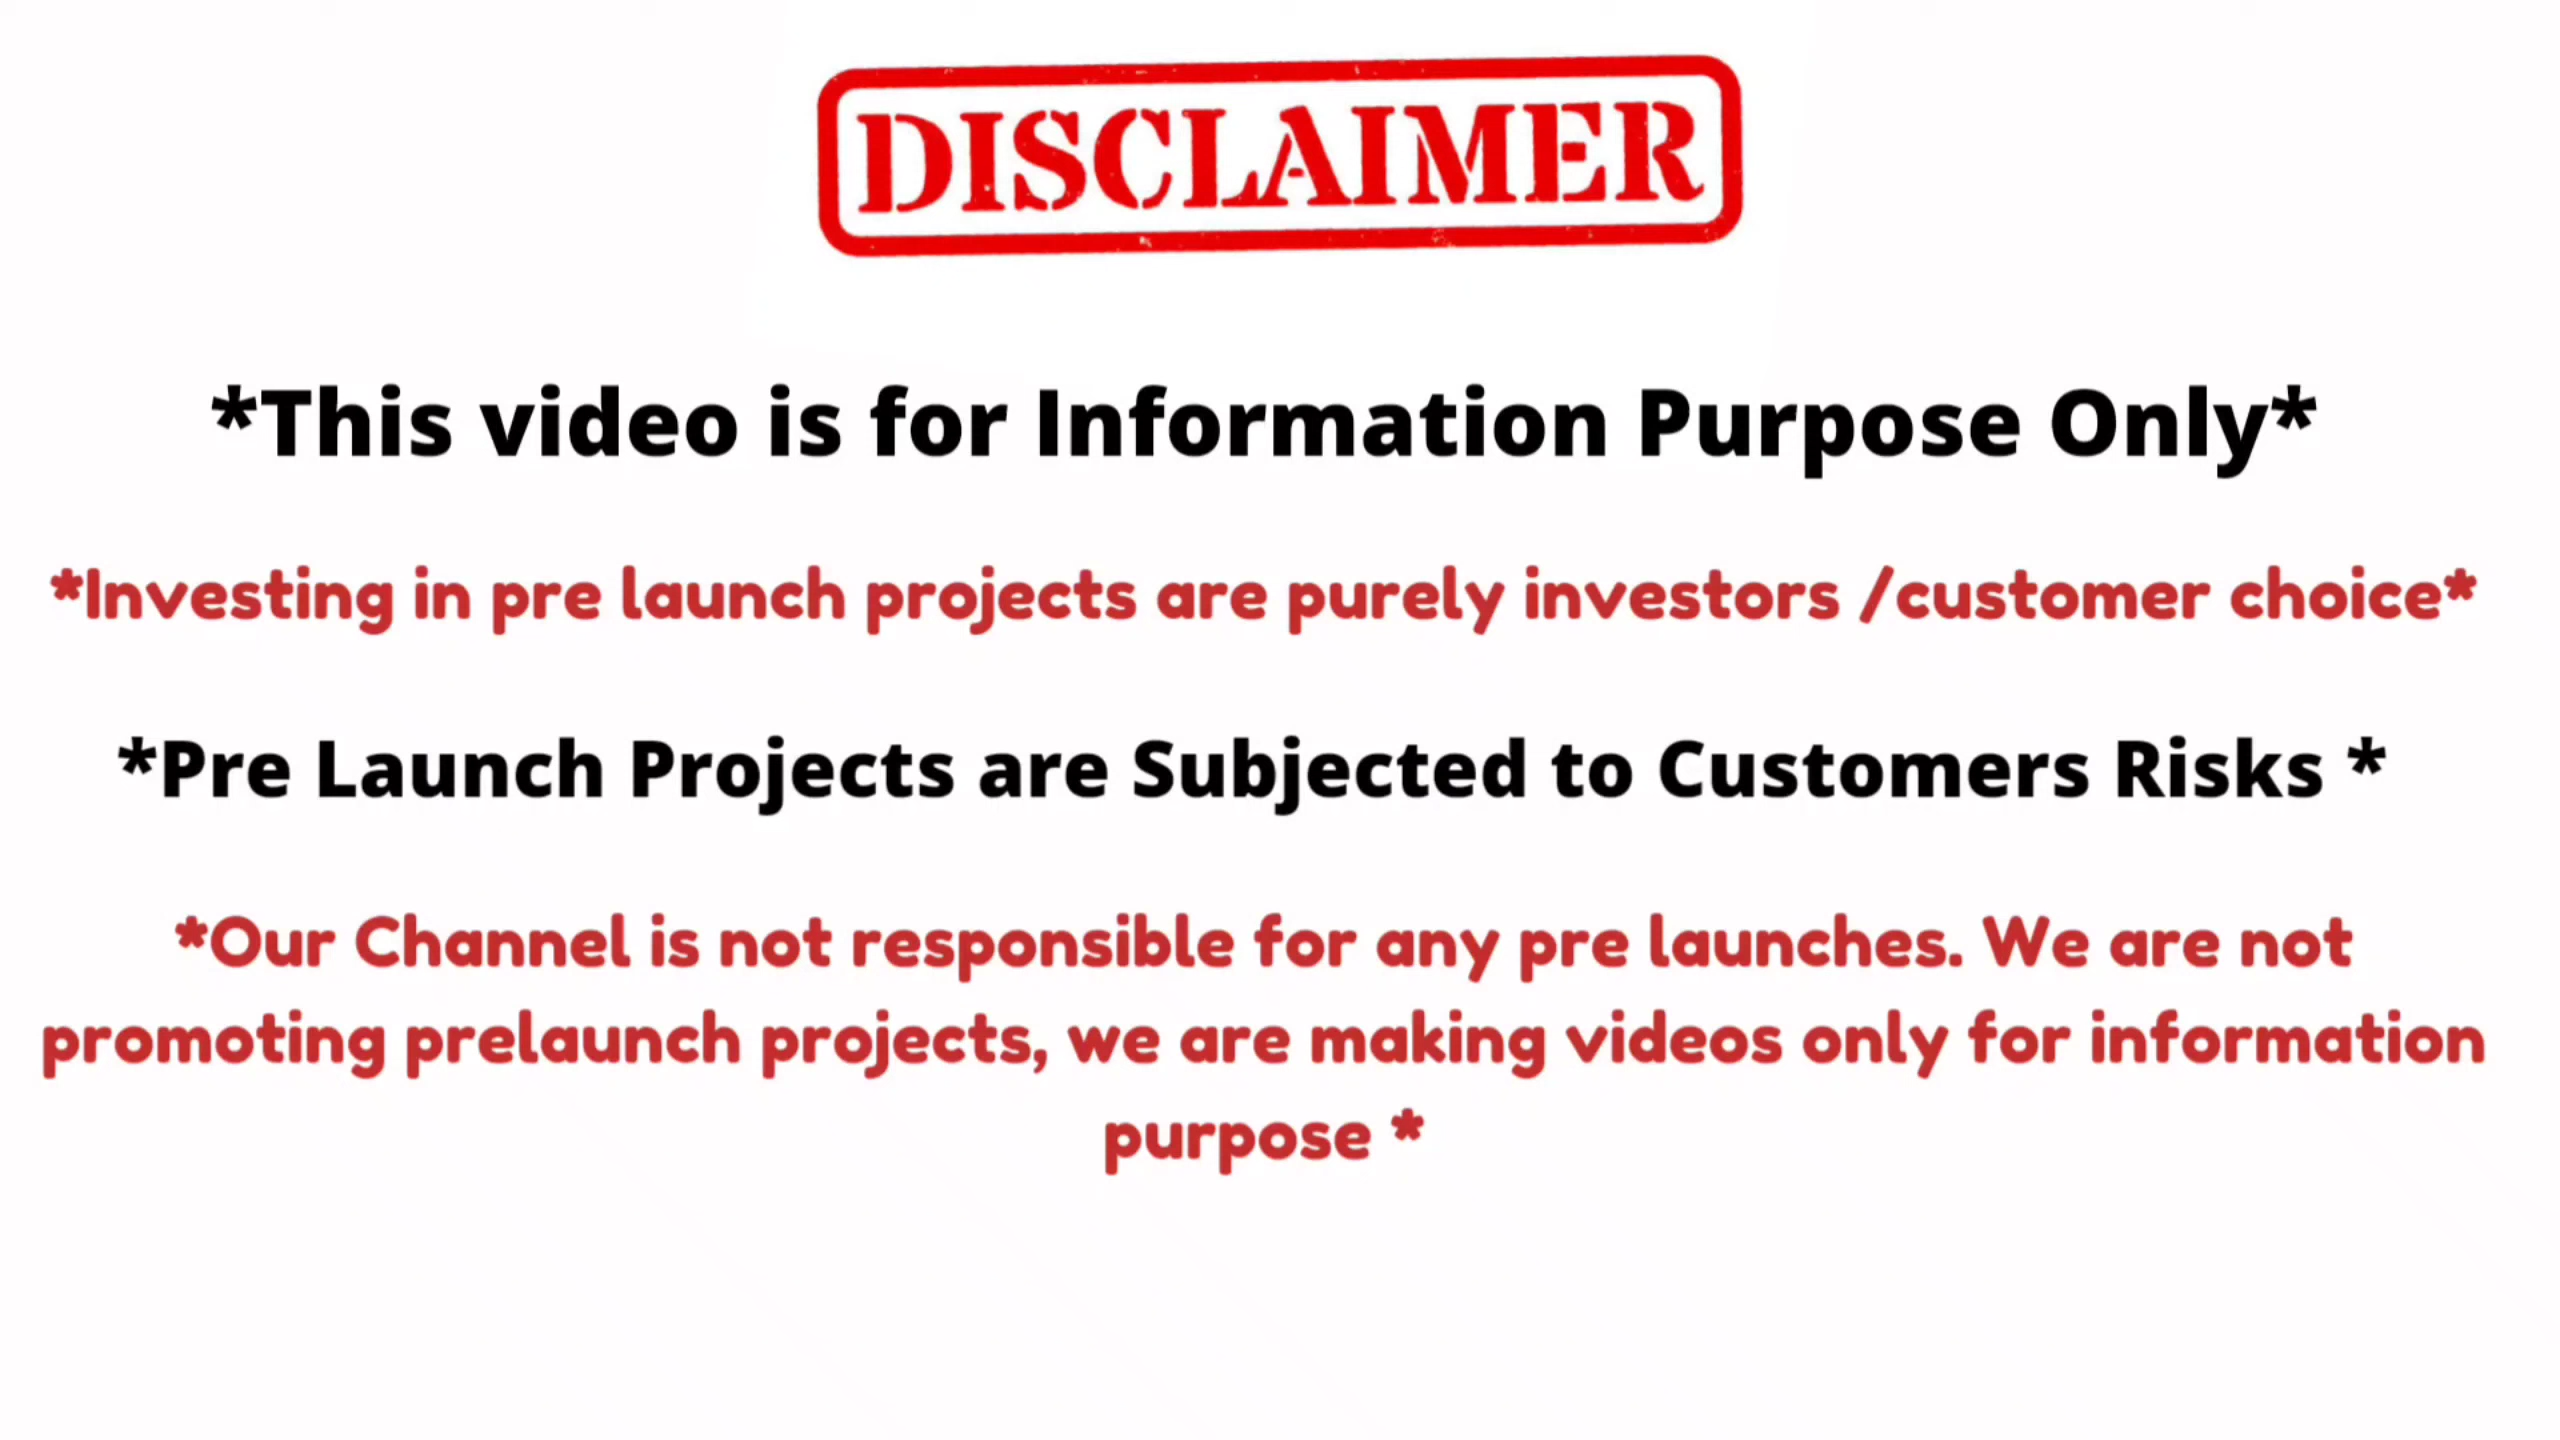 DISCLAIMER
*This video is for Information Purpose Only*
*Investing in pre launch projects are purely investors /customer choice*
*Pre Launch Projects are Subjected to Customers Risks *
*Our Channel is not responsible for any pre launches. We are not
promoting prelaunch projects, we are making videos only for information
purpose *